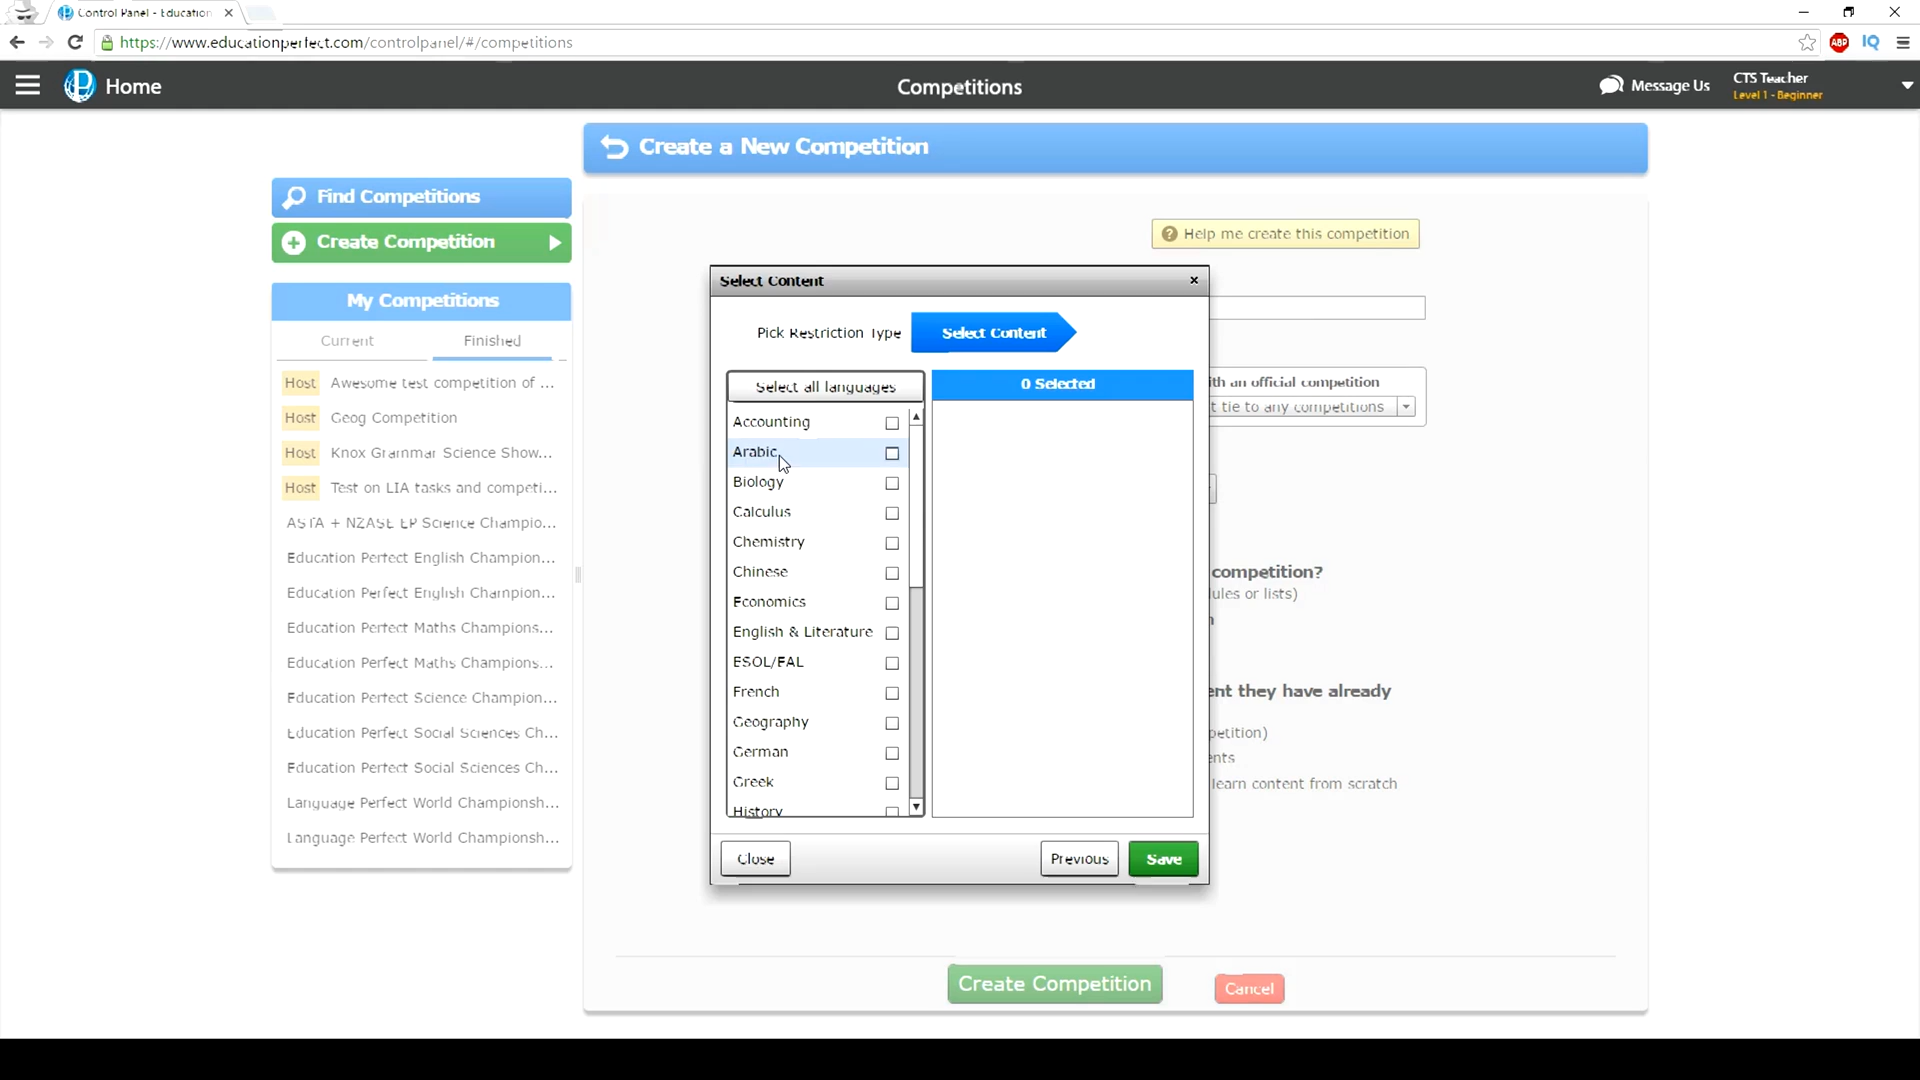 Control Panel - Education
https://www.educationperfect.com/controlpanel/#/competitions
ABP
IQ
Home
Competitions
Message Us
CTS Teacher
Level 1 - Beginner
Create a New Competition
Find Competitions
Create Competition
Help me create this competition
My Competitions
Current
Finished
Host Awesome test competition of ...
Host Geog Competition
Host Knox Grammar Science Show...
Host Test on LIA tasks and competi...
ASTA + NZASE EP Science Champio...
Education Perfect English Champion...
Education Perfect English Champion...
Education Perfect Maths Champions...
Education Perfect Maths Champions...
Education Perfect Science Champion...
Education Perfect Social Sciences Ch...
Education Perfect Social Sciences Ch...
Language Perfect World Championsh...
Language Perfect World Championsh...
Select Content
Pick Restriction Type
Select Content
Select all languages
0 Selected
Accounting
Arabic
Biology
Calculus
Chemistry
Chinese
Economics
English & Literature
ESOL/EAL
French
Geography
German
Greek
History
Close
Previous
Save
ith an official competition
t tie to any competitions
competition?
ules or lists)
ent they have already
petition)
ents
learn content from scratch
Create Competition
Cancel